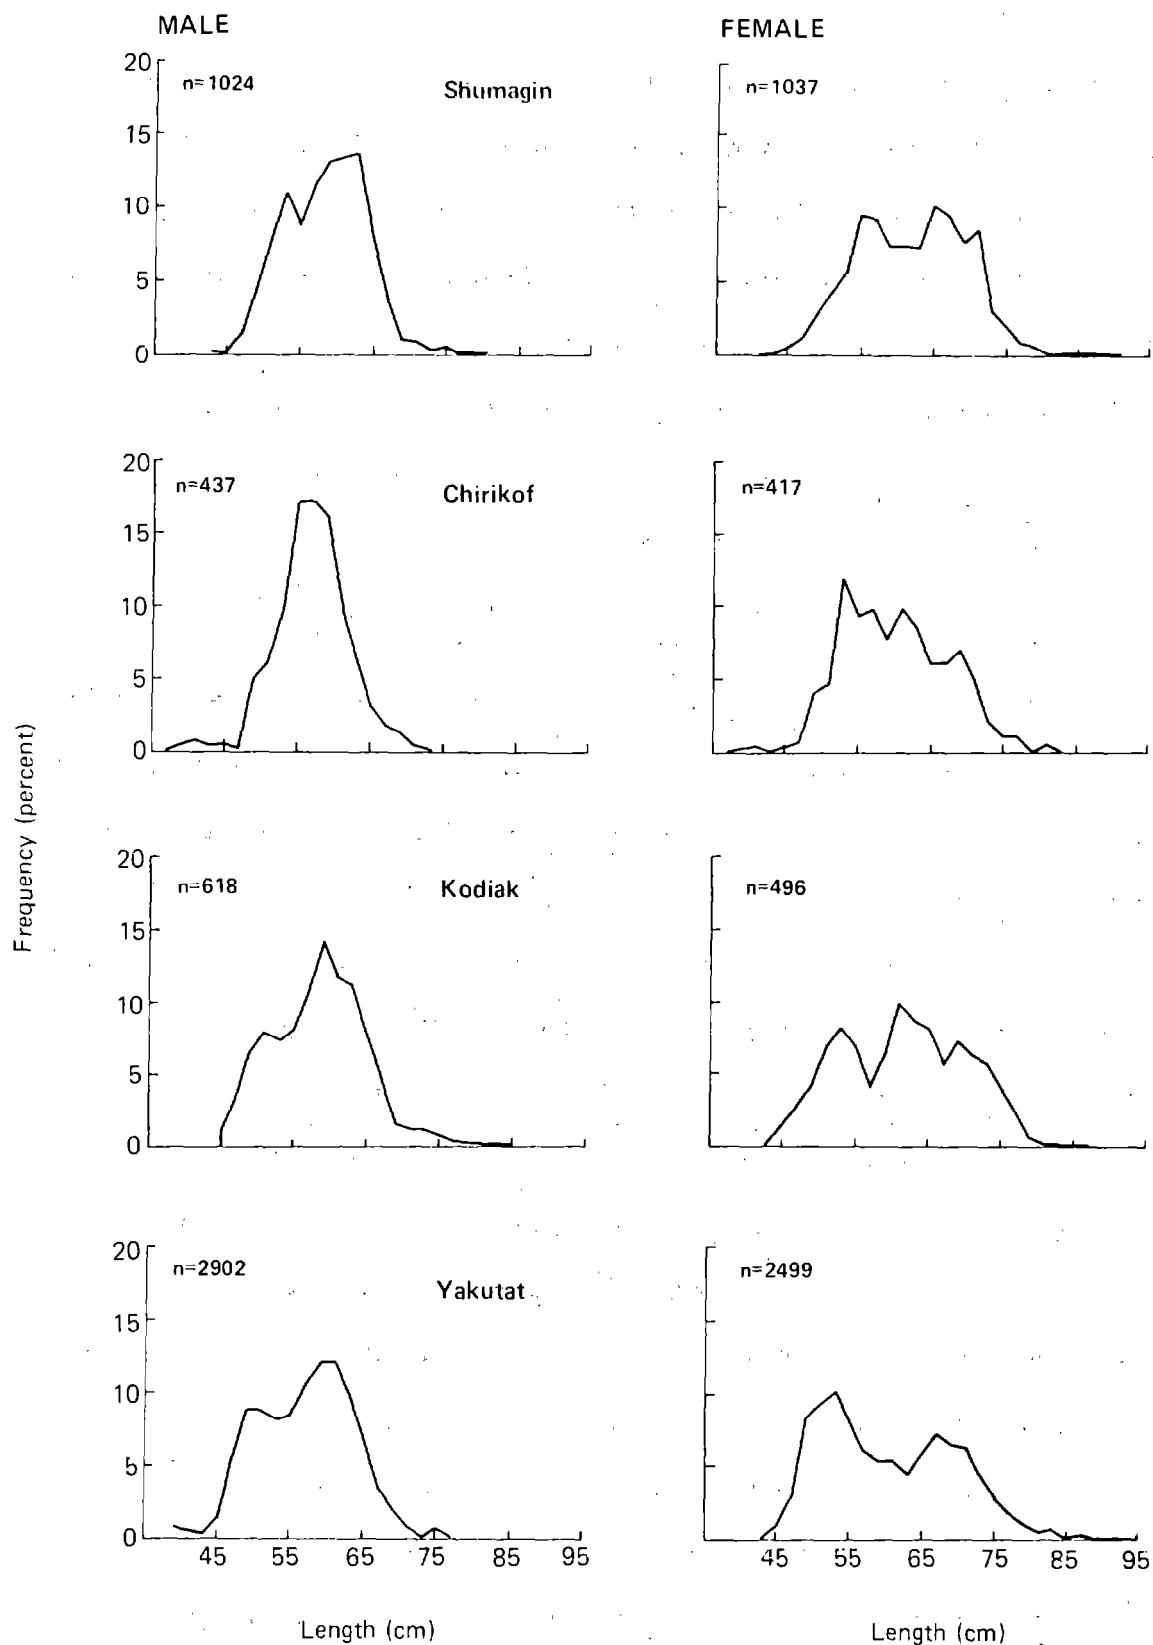 MALE FEMALE
20
n=1024 Shumagin n=1037
15
10
5
0
20
n=437 Chirikof n=417
15
10
5
0
Frequency (percent)
20
n=618 Kodiak n=496
15
10
5
0
20
n=2902 Yakutat n=2499
15
10
5
0
45 55 65 75 85 95 45 55 65 75 85 95
Length (cm) Length (cm)